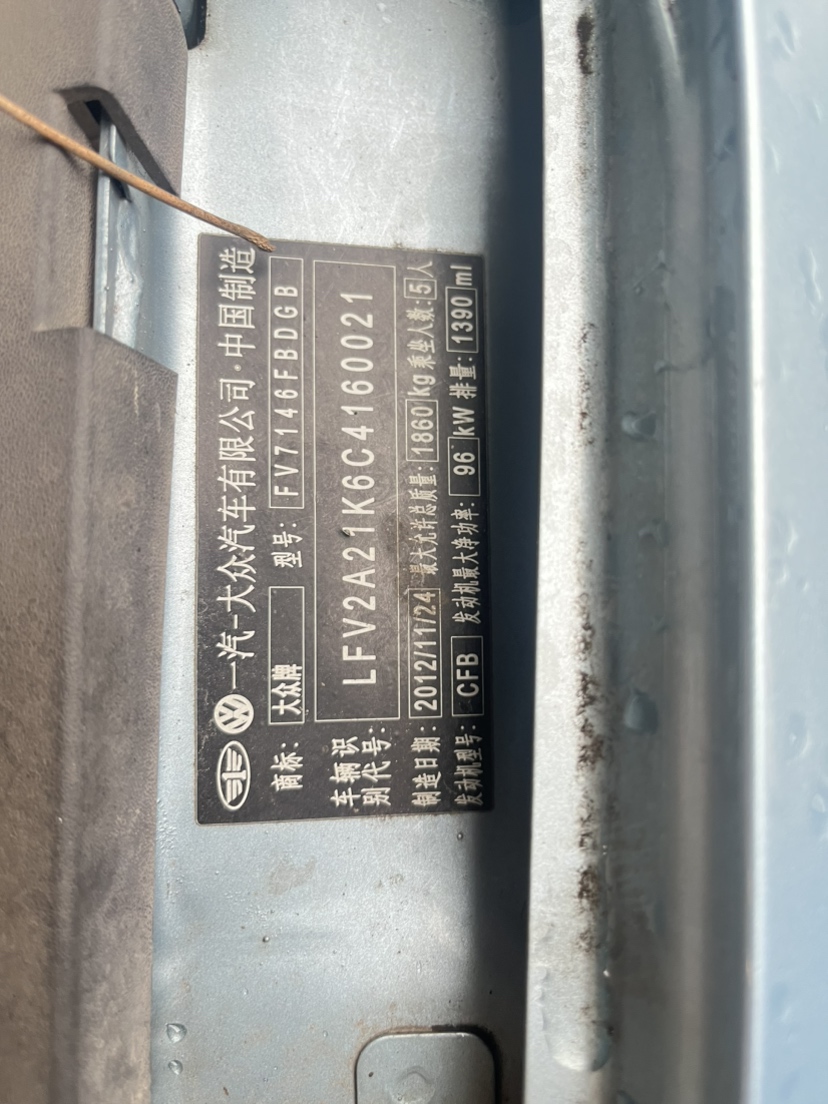 一汽-大众汽车有限公司·中国制造
商标: 大众牌 型号: FV7146FBDGB
车辆识别代号: LFV2A21K6C4160021
制造日期: 2012/11/24 最大允许总质量: 1860 kg 乘坐人数: 5 人
发动机型号: CFB 发动机最大净功率: 96 kW 排量: 1390 ml